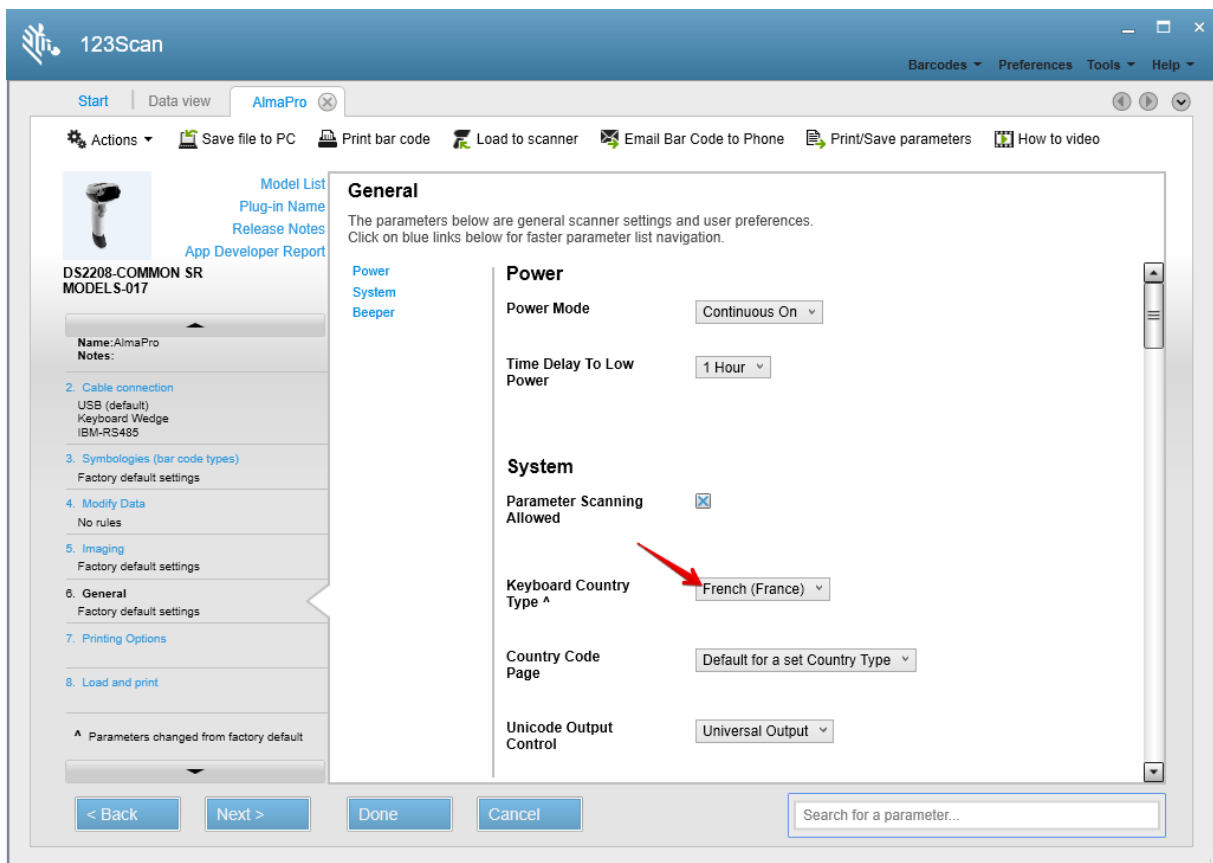 123Scan
Barcodes Preferences Tools Help
Start Data view AlmaPro
Actions Save file to PC Print bar code Load to scanner Email Bar Code to Phone Print/Save parameters How to video
Model List
Plug-in Name
Release Notes
App Developer Report
DS2208-COMMON SR
MODELS-017
Name:AlmaPro
Notes:
2. Cable connection
USB (default)
Keyboard Wedge
IBM-RS485
3. Symbologies (bar code types)
Factory default settings
4. Modify Data
No rules
5. Imaging
Factory default settings
6. General
Factory default settings
7. Printing Options
8. Load and print
^ Parameters changed from factory default
General
The parameters below are general scanner settings and user preferences.
Click on blue links below for faster parameter list navigation.
Power
System
Beeper
Power
Power Mode Continuous On
Time Delay To Low
Power
1 Hour
System
Parameter Scanning
Allowed
Keyboard Country
Type ^
French (France)
Country Code
Page
Default for a set Country Type
Unicode Output
Control
Universal Output
< Back Next > Done Cancel Search for a parameter...